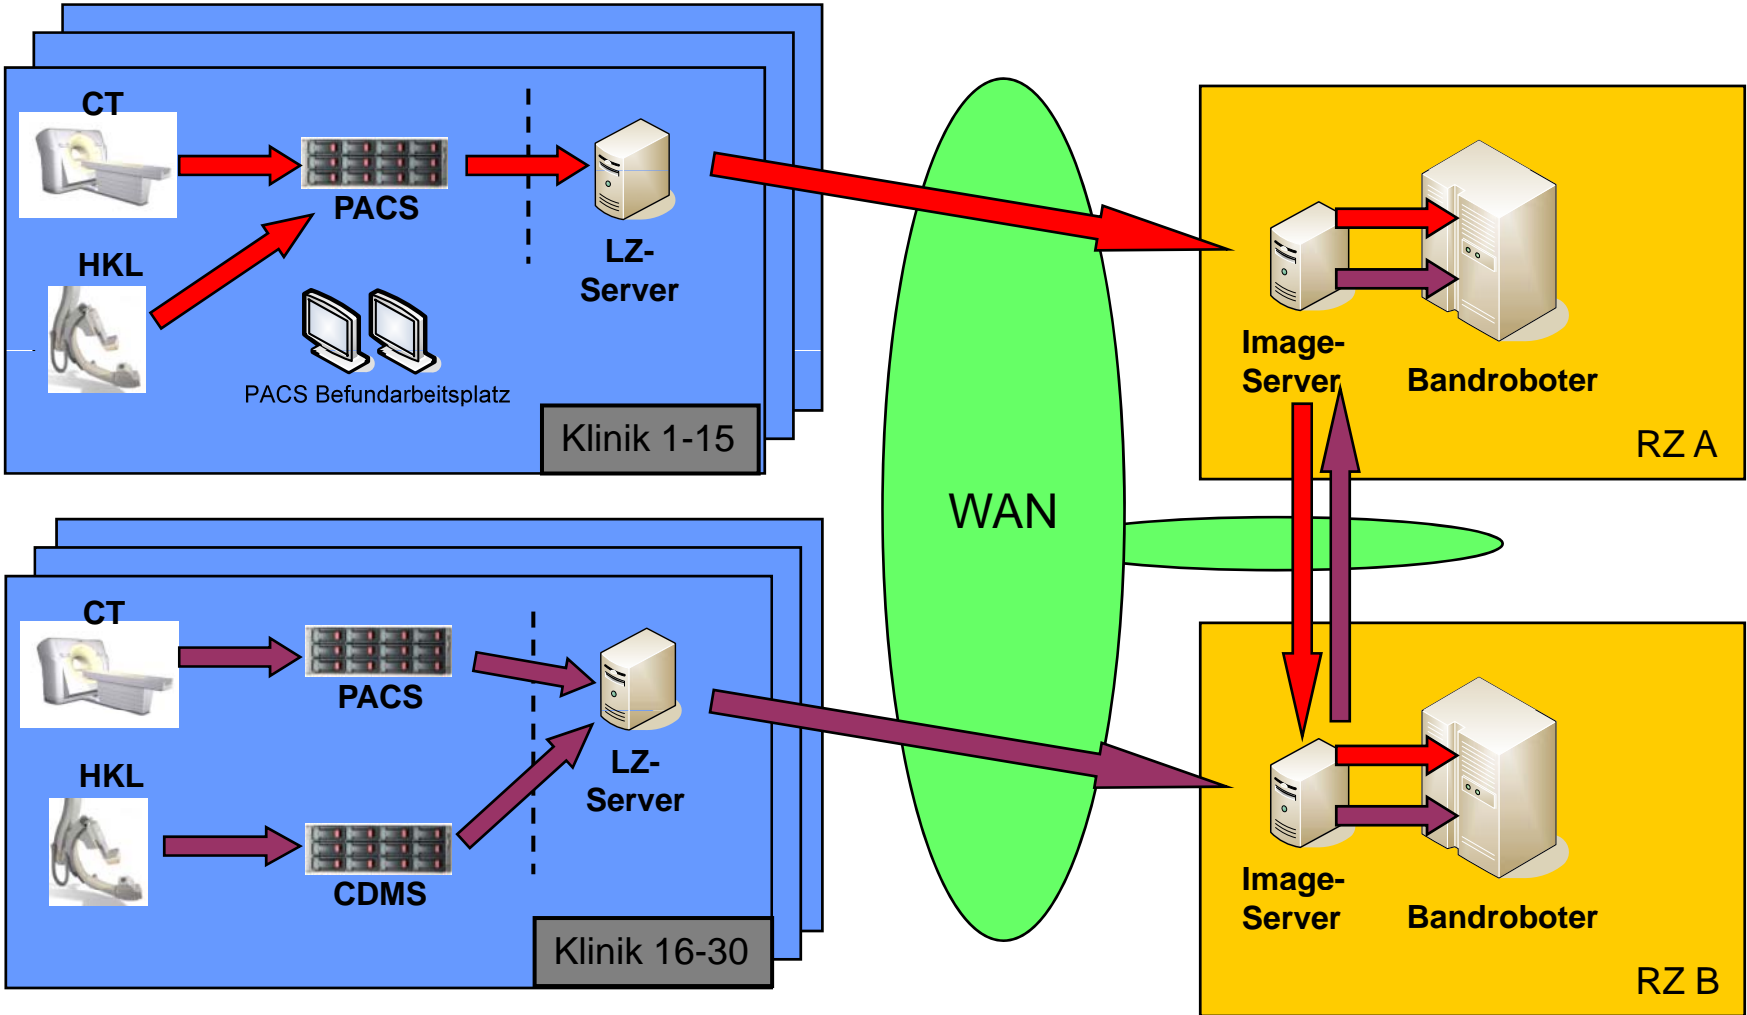 CT
PACS
LZ-
Server
HKL
PACS Befundarbeitsplatz
Klinik 1-15
CT
PACS
LZ-
Server
HKL
CDMS
Klinik 16-30
WAN
Image-
Server
Bandroboter
RZ A
Image-
Server
Bandroboter
RZ B